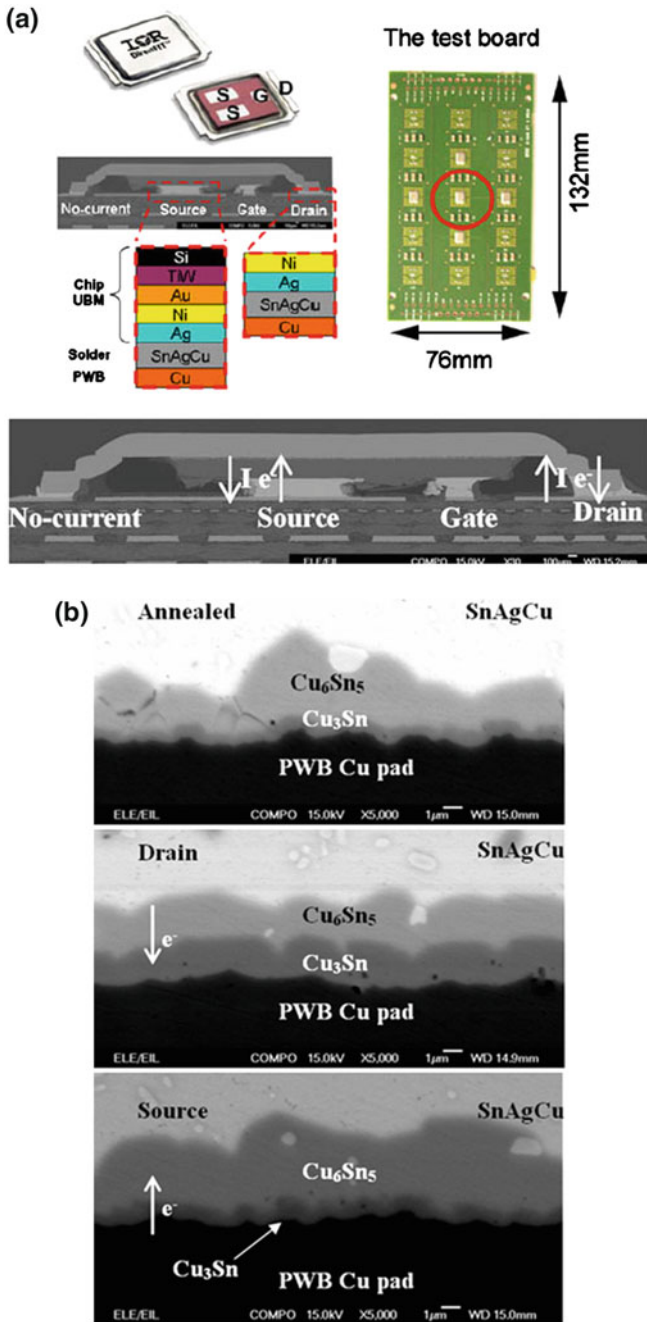 (a)
IOR
DirectFET™
S
G
D
S
The test board
132mm
76mm
No-current Source Gate Drain
Chip
UBM
Solder
PWB
Si
TiW
Au
Ni
Ag
SnAgCu
Cu
Ni
Ag
SnAgCu
Cu
I e-
I e-
No-current
Source
Gate
Drain
ELE/EIL COMPO 15.0kV X30 100µm WD 15.2mm
(b)
Annealed SnAgCu
Cu6Sn5
Cu3Sn
PWB Cu pad
ELE/EIL COMPO 15.0kV X5,000 1µm WD 15.0mm
Drain SnAgCu
e-
Cu6Sn5
Cu3Sn
PWB Cu pad
ELE/EIL COMPO 15.0kV X5,000 1µm WD 14.9mm
Source SnAgCu
e-
Cu6Sn5
Cu3Sn
PWB Cu pad
ELE/EIL COMPO 15.0kV X5,000 1µm WD 15.0mm